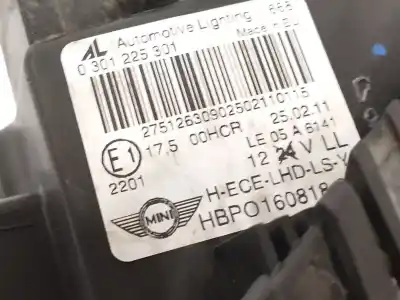 AL Automotive Lighting 668
0 301 225 301 Made in EU
27512630902502110115
E1 17.5 00HCR 25.02.11
2201 LE 05 A 6141
12 24 V LL
MINI H-ECE-LHD-LS-Y
HBPO160818